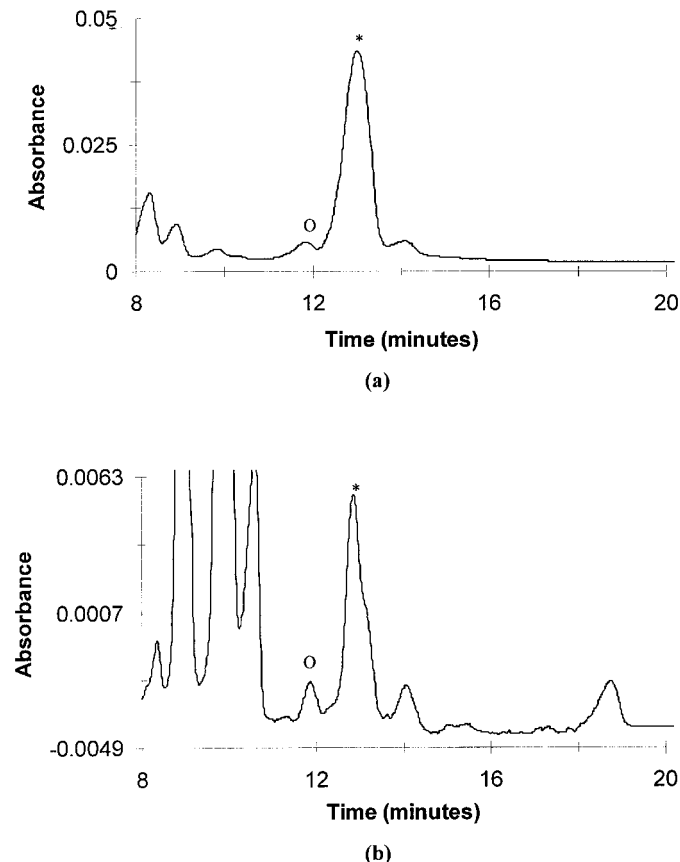 0.05
*
0.025
O
0
8
12
16
20
Absorbance
Time (minutes)
(a)
0.0063
*
0.0007
O
-0.0049
8
12
16
20
Absorbance
Time (minutes)
(b)